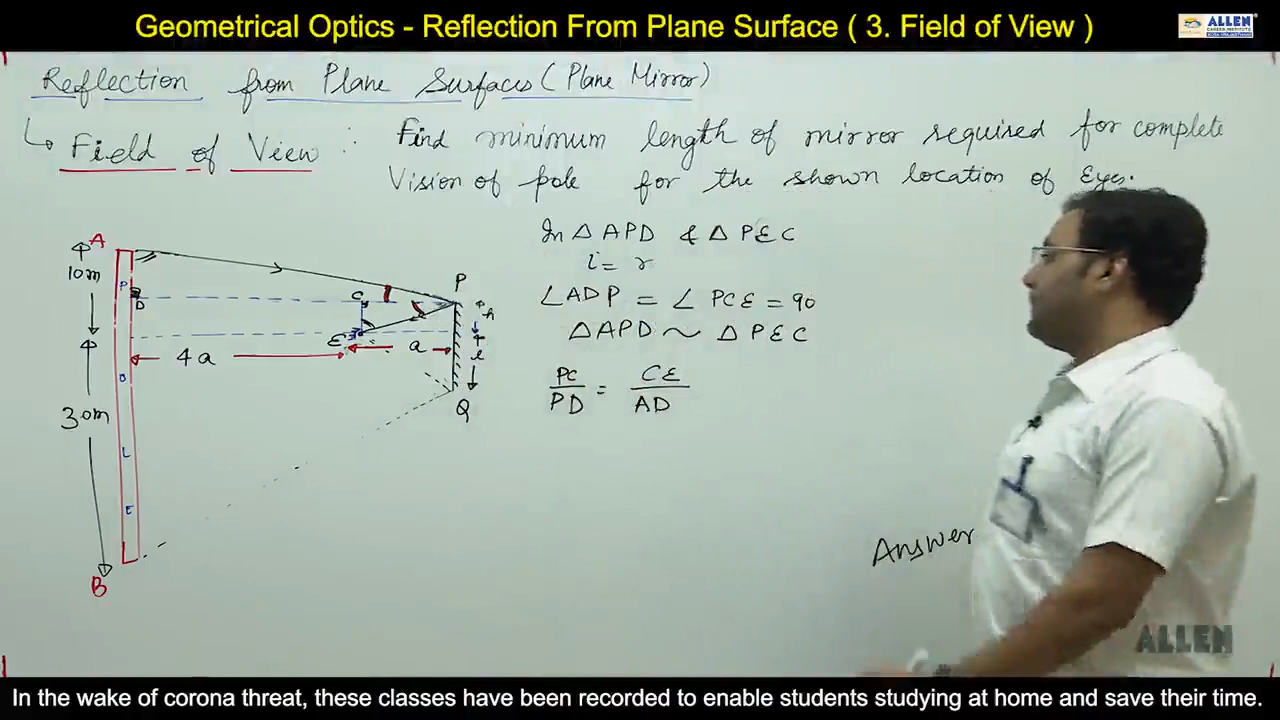 Geometrical Optics - Reflection From Plane Surface ( 3. Field of View )
ALLEN
CAREER INSTITUTE
Reflection from Plane Surfaces (Plane Mirror)
Field of View : Find minimum length of mirror required for complete
Vision of pole for the shown location of Eyes.
A
10m
P
D
O
L
E
30m
B
4a
C
E
a
P
h
l
Q
In △ APD & △ PEC
i = r
∠ADP = ∠ PCE = 90
△APD ~ △ PEC
PC/PD = CE/AD
Answer
ALLEN
In the wake of corona threat, these classes have been recorded to enable students studying at home and save their time.